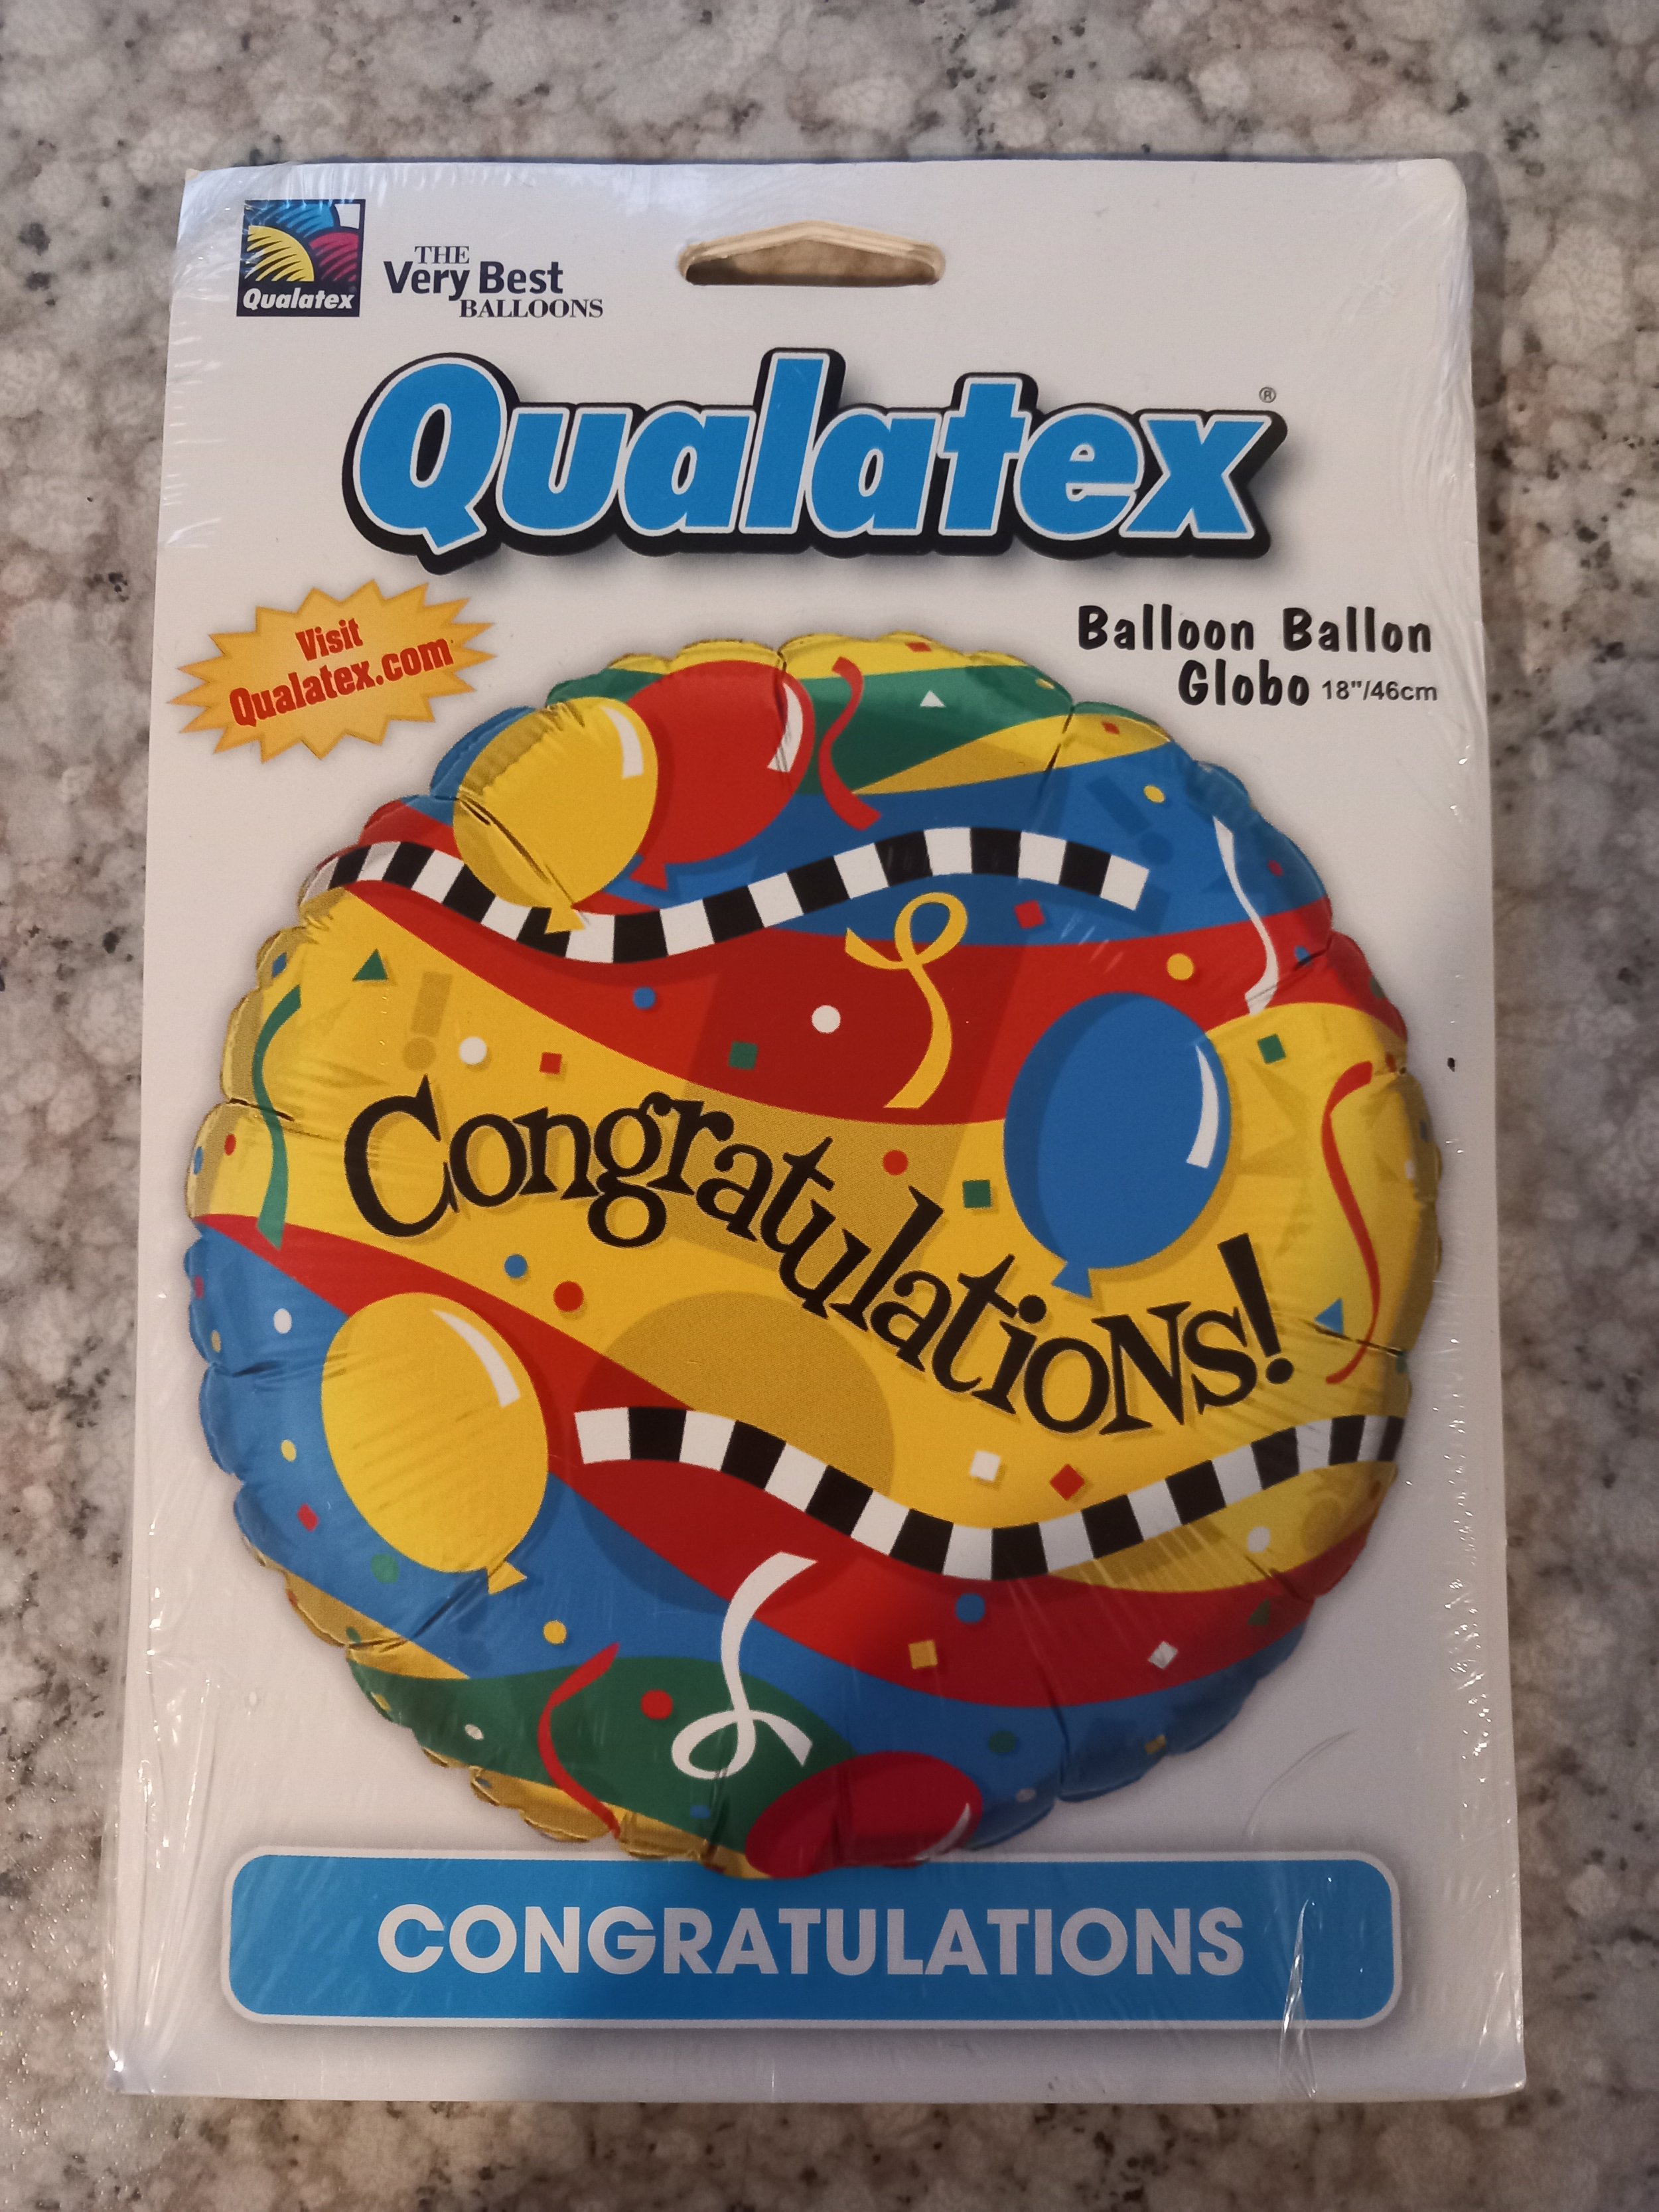 Qualatex
THE
Very Best
BALLOONS
Qualatex®
Visit
Qualatex.com
Balloon Ballon
Globo 18"/46cm
Congratulations!
CONGRATULATIONS